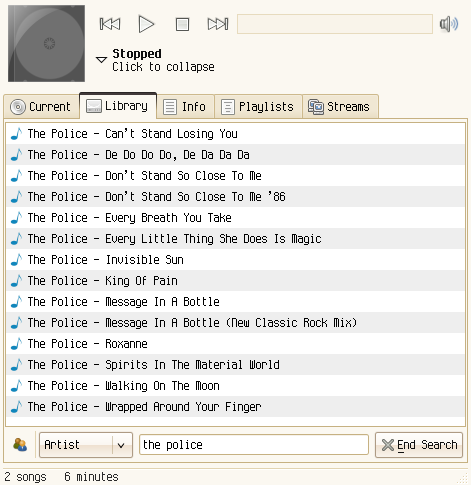 Stopped
Click to collapse
Current Library Info Playlists Streams
The Police - Can't Stand Losing You
The Police - De Do Do Do, De Da Da Da
The Police - Don't Stand So Close To Me
The Police - Don't Stand So Close To Me '86
The Police - Every Breath You Take
The Police - Every Little Thing She Does Is Magic
The Police - Invisible Sun
The Police - King Of Pain
The Police - Message In A Bottle
The Police - Message In A Bottle (New Classic Rock Mix)
The Police - Roxanne
The Police - Spirits In The Material World
The Police - Walking On The Moon
The Police - Wrapped Around Your Finger
Artist the police End Search
2 songs 6 minutes